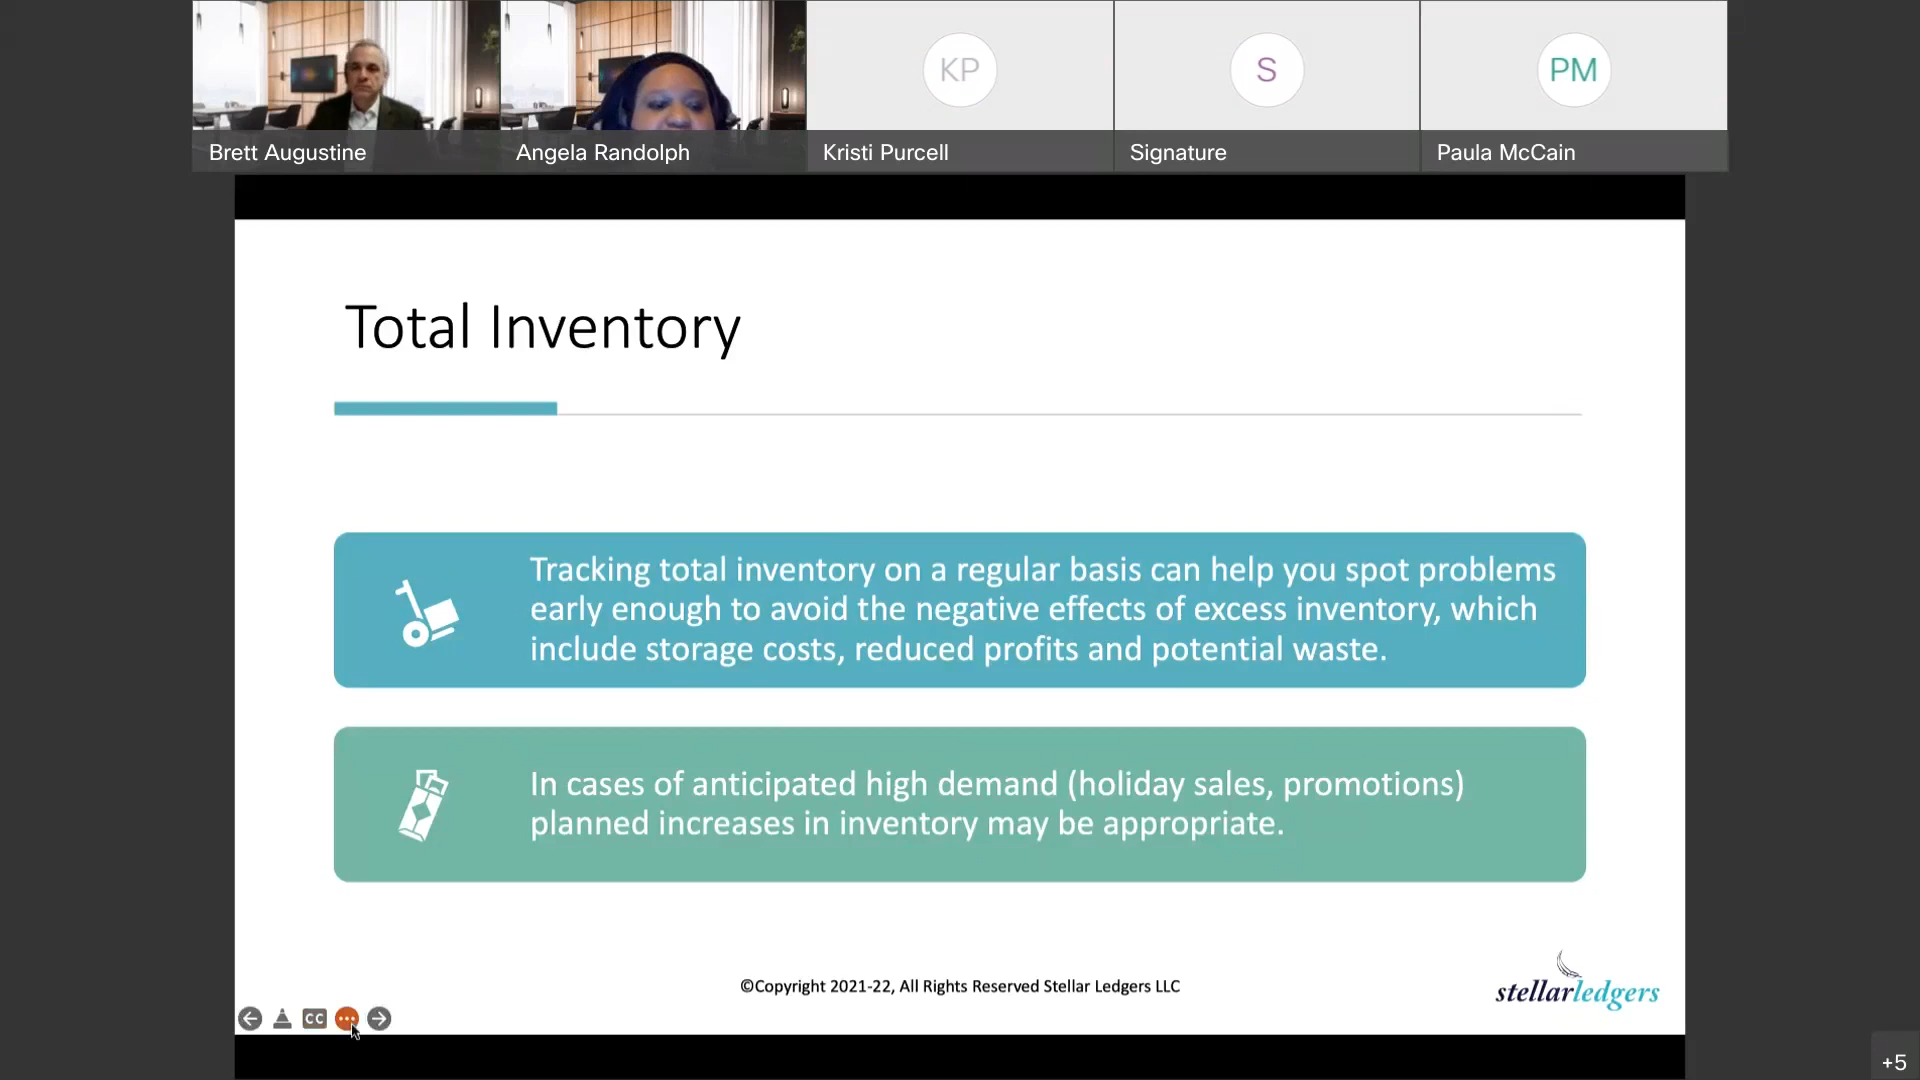 KP
S
PM
Brett Augustine
Angela Randolph
Kristi Purcell
Signature
Paula McCain
Total Inventory
Tracking total inventory on a regular basis can help you spot problems
early enough to avoid the negative effects of excess inventory, which
include storage costs, reduced profits and potential waste.
In cases of anticipated high demand (holiday sales, promotions)
planned increases in inventory may be appropriate.
©Copyright 2021-22, All Rights Reserved Stellar Ledgers LLC
stellarledgers
CC
+5